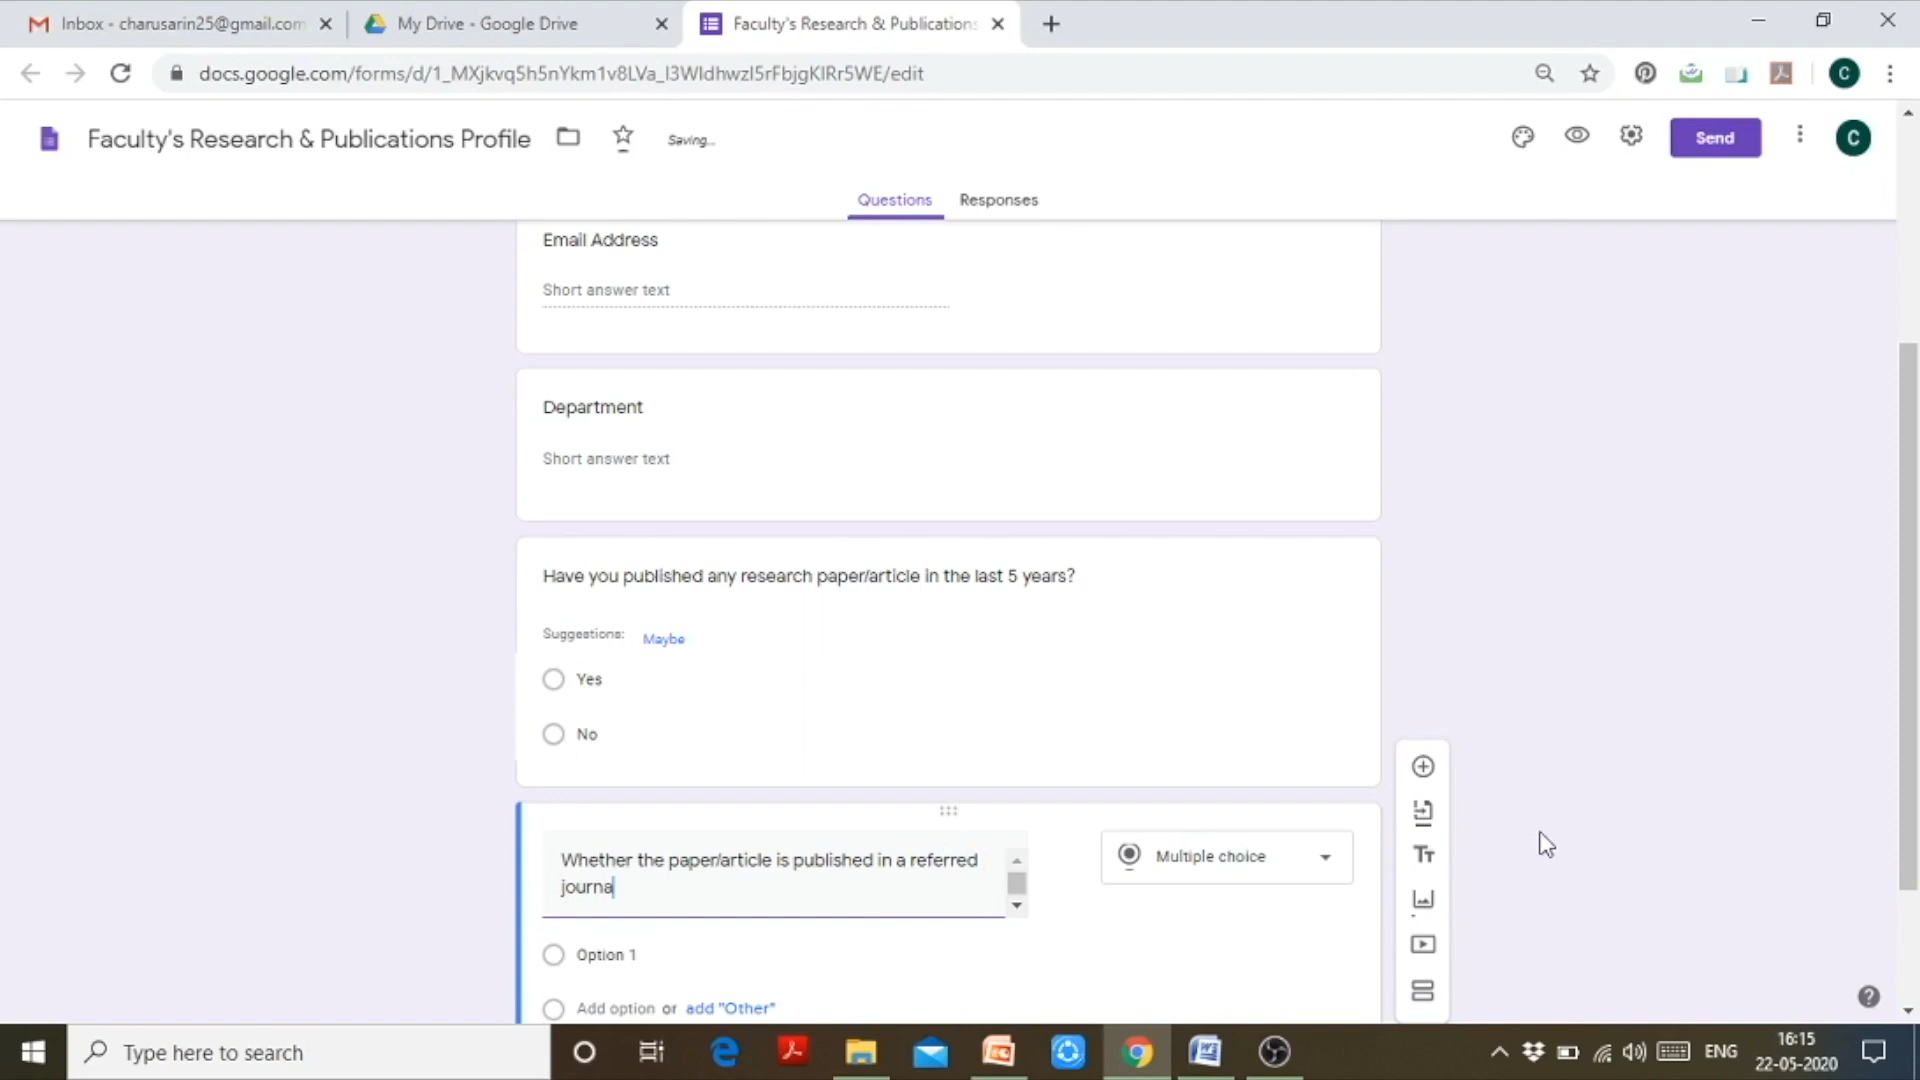 Inbox - charusarin25@gmail.com
My Drive - Google Drive
Faculty's Research & Publications
docs.google.com/forms/d/1_MXjkvq5h5nYkm1v8LVa_l3WldhwzI5rFbjgKlRr5WE/edit
C
Faculty's Research & Publications Profile
Saving...
Send
C
Questions
Responses
Email Address
Short answer text
Department
Short answer text
Have you published any research paper/article in the last 5 years?
Suggestions:
Maybe
Yes
No
Whether the paper/article is published in a referred
journa
Multiple choice
Option 1
Add option or add "Other"
Type here to search
ENG
16:15
22-05-2020